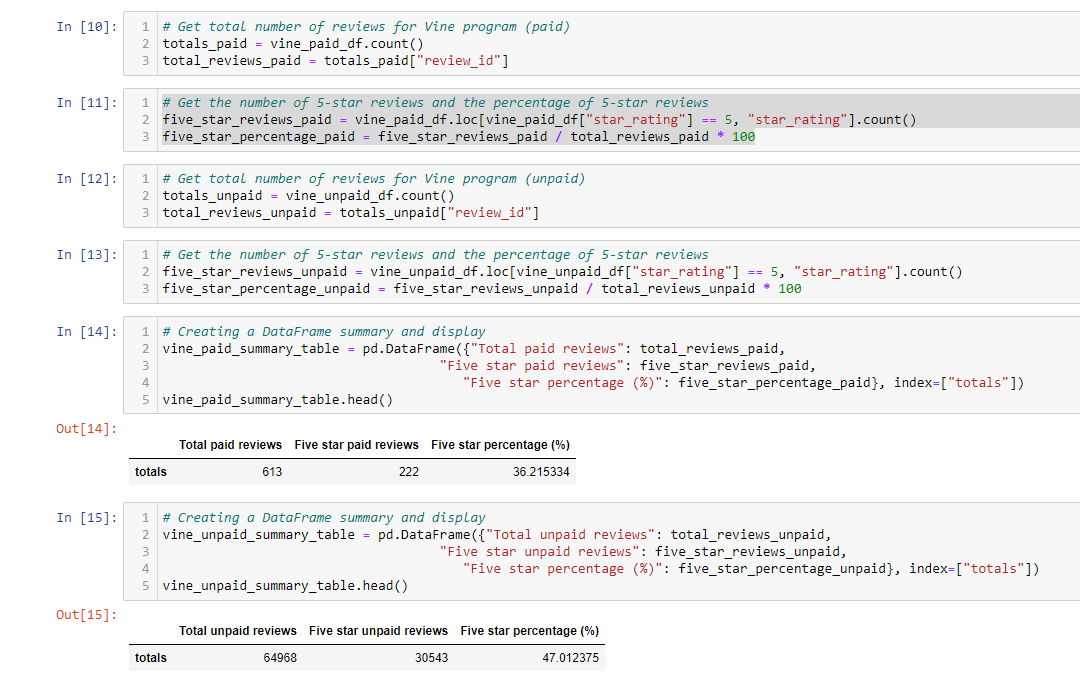 In [10]:
1 # Get total number of reviews for Vine program (paid)
2 totals_paid = vine_paid_df.count()
3 total_reviews_paid = totals_paid["review_id"]
In [11]:
1 # Get the number of 5-star reviews and the percentage of 5-star reviews
2 five_star_reviews_paid = vine_paid_df.loc[vine_paid_df["star_rating"] == 5, "star_rating"].count()
3 five_star_percentage_paid = five_star_reviews_paid / total_reviews_paid * 100
In [12]:
1 # Get total number of reviews for Vine program (unpaid)
2 totals_unpaid = vine_unpaid_df.count()
3 total_reviews_unpaid = totals_unpaid["review_id"]
In [13]:
1 # Get the number of 5-star reviews and the percentage of 5-star reviews
2 five_star_reviews_unpaid = vine_unpaid_df.loc[vine_unpaid_df["star_rating"] == 5, "star_rating"].count()
3 five_star_percentage_unpaid = five_star_reviews_unpaid / total_reviews_unpaid * 100
In [14]:
1 # Creating a DataFrame summary and display
2 vine_paid_summary_table = pd.DataFrame({"Total paid reviews": total_reviews_paid,
3 "Five star paid reviews": five_star_reviews_paid,
4 "Five star percentage (%)": five_star_percentage_paid}, index=["totals"])
5 vine_paid_summary_table.head()
Out[14]:
Total paid reviews Five star paid reviews Five star percentage (%)
totals 613 222 36.215334
In [15]:
1 # Creating a DataFrame summary and display
2 vine_unpaid_summary_table = pd.DataFrame({"Total unpaid reviews": total_reviews_unpaid,
3 "Five star unpaid reviews": five_star_reviews_unpaid,
4 "Five star percentage (%)": five_star_percentage_unpaid}, index=["totals"])
5 vine_unpaid_summary_table.head()
Out[15]:
Total unpaid reviews Five star unpaid reviews Five star percentage (%)
totals 64968 30543 47.012375